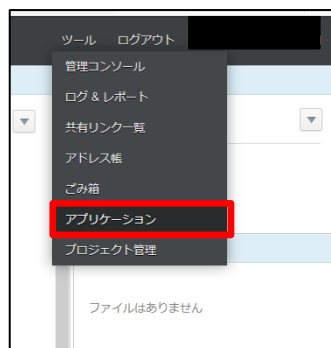 ツール ログアウト
管理コンソール
ログ & レポート
共有リンク一覧
アドレス帳
ごみ箱
アプリケーション
プロジェクト管理
ファイルはありません